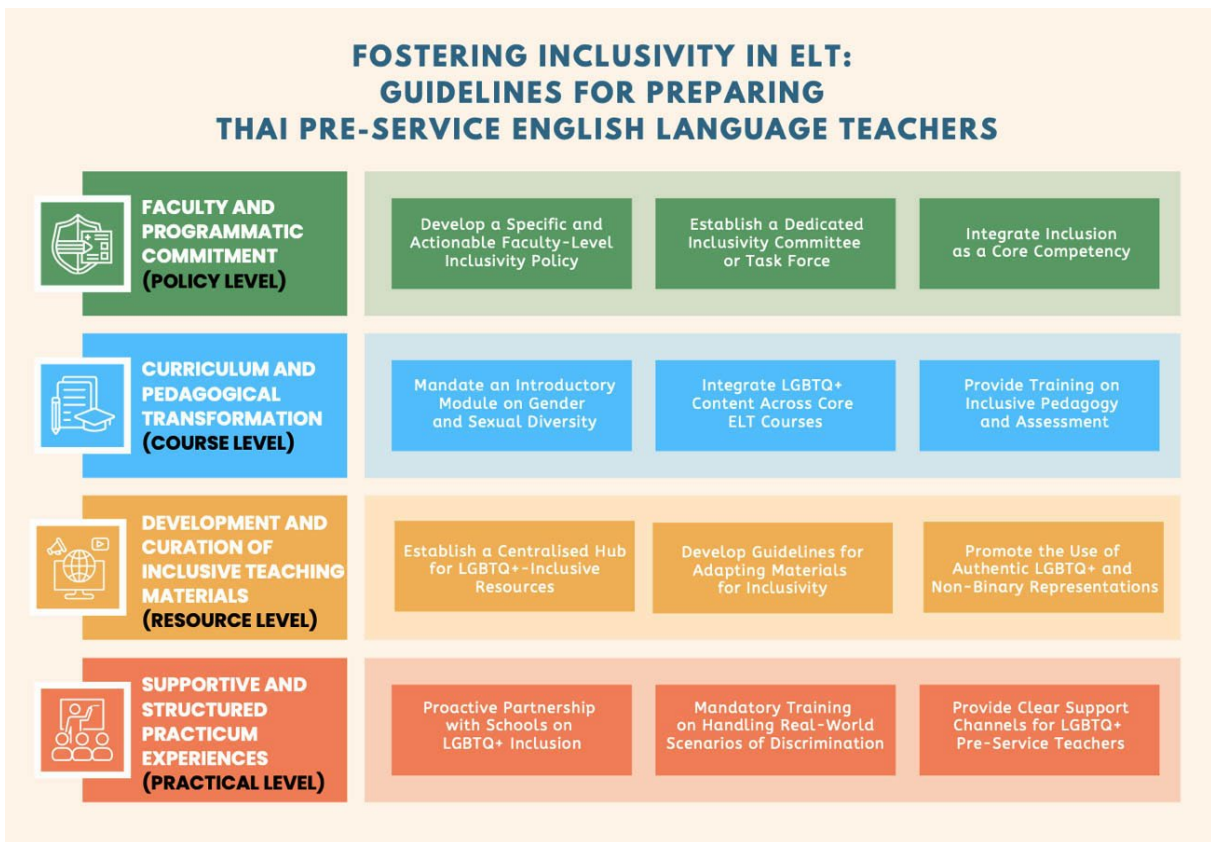 FOSTERING INCLUSIVITY IN ELT:
GUIDELINES FOR PREPARING
THAI PRE-SERVICE ENGLISH LANGUAGE TEACHERS
FACULTY AND
PROGRAMMATIC
COMMITMENT
(POLICY LEVEL)
Develop a Specific and
Actionable Faculty-Level
Inclusivity Policy
Establish a Dedicated
Inclusivity Committee
or Task Force
Integrate Inclusion
as a Core Competency
CURRICULUM AND
PEDAGOGICAL
TRANSFORMATION
(COURSE LEVEL)
Mandate an Introductory
Module on Gender
and Sexual Diversity
Integrate LGBTQ+
Content Across Core
ELT Courses
Provide Training on
Inclusive Pedagogy
and Assessment
DEVELOPMENT AND
CURATION OF
INCLUSIVE TEACHING
MATERIALS
(RESOURCE LEVEL)
Establish a Centralised Hub
for LGBTQ+-Inclusive
Resources
Develop Guidelines for
Adapting Materials
for Inclusivity
Promote the Use of
Authentic LGBTQ+ and
Non-Binary Representations
SUPPORTIVE AND
STRUCTURED
PRACTICUM
EXPERIENCES
(PRACTICAL LEVEL)
Proactive Partnership
with Schools on
LGBTQ+ Inclusion
Mandatory Training
on Handling Real-World
Scenarios of Discrimination
Provide Clear Support
Channels for LGBTQ+
Pre-Service Teachers